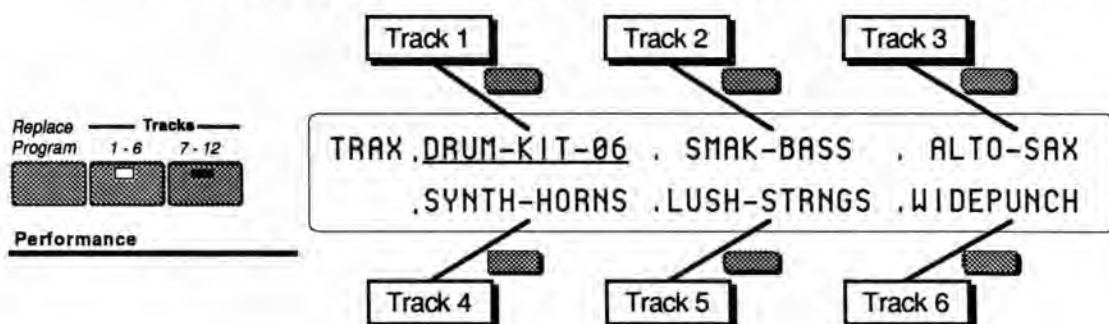 Track 1
Track 2
Track 3
Replace
Program
Tracks
1 - 6
7 - 12
TRAX.DRUM-KIT-06 . SMAK-BASS . ALTO-SAX
.SYNTH-HORNS .LUSH-STRNGS .WIDEPUNCH
Performance
Track 4
Track 5
Track 6